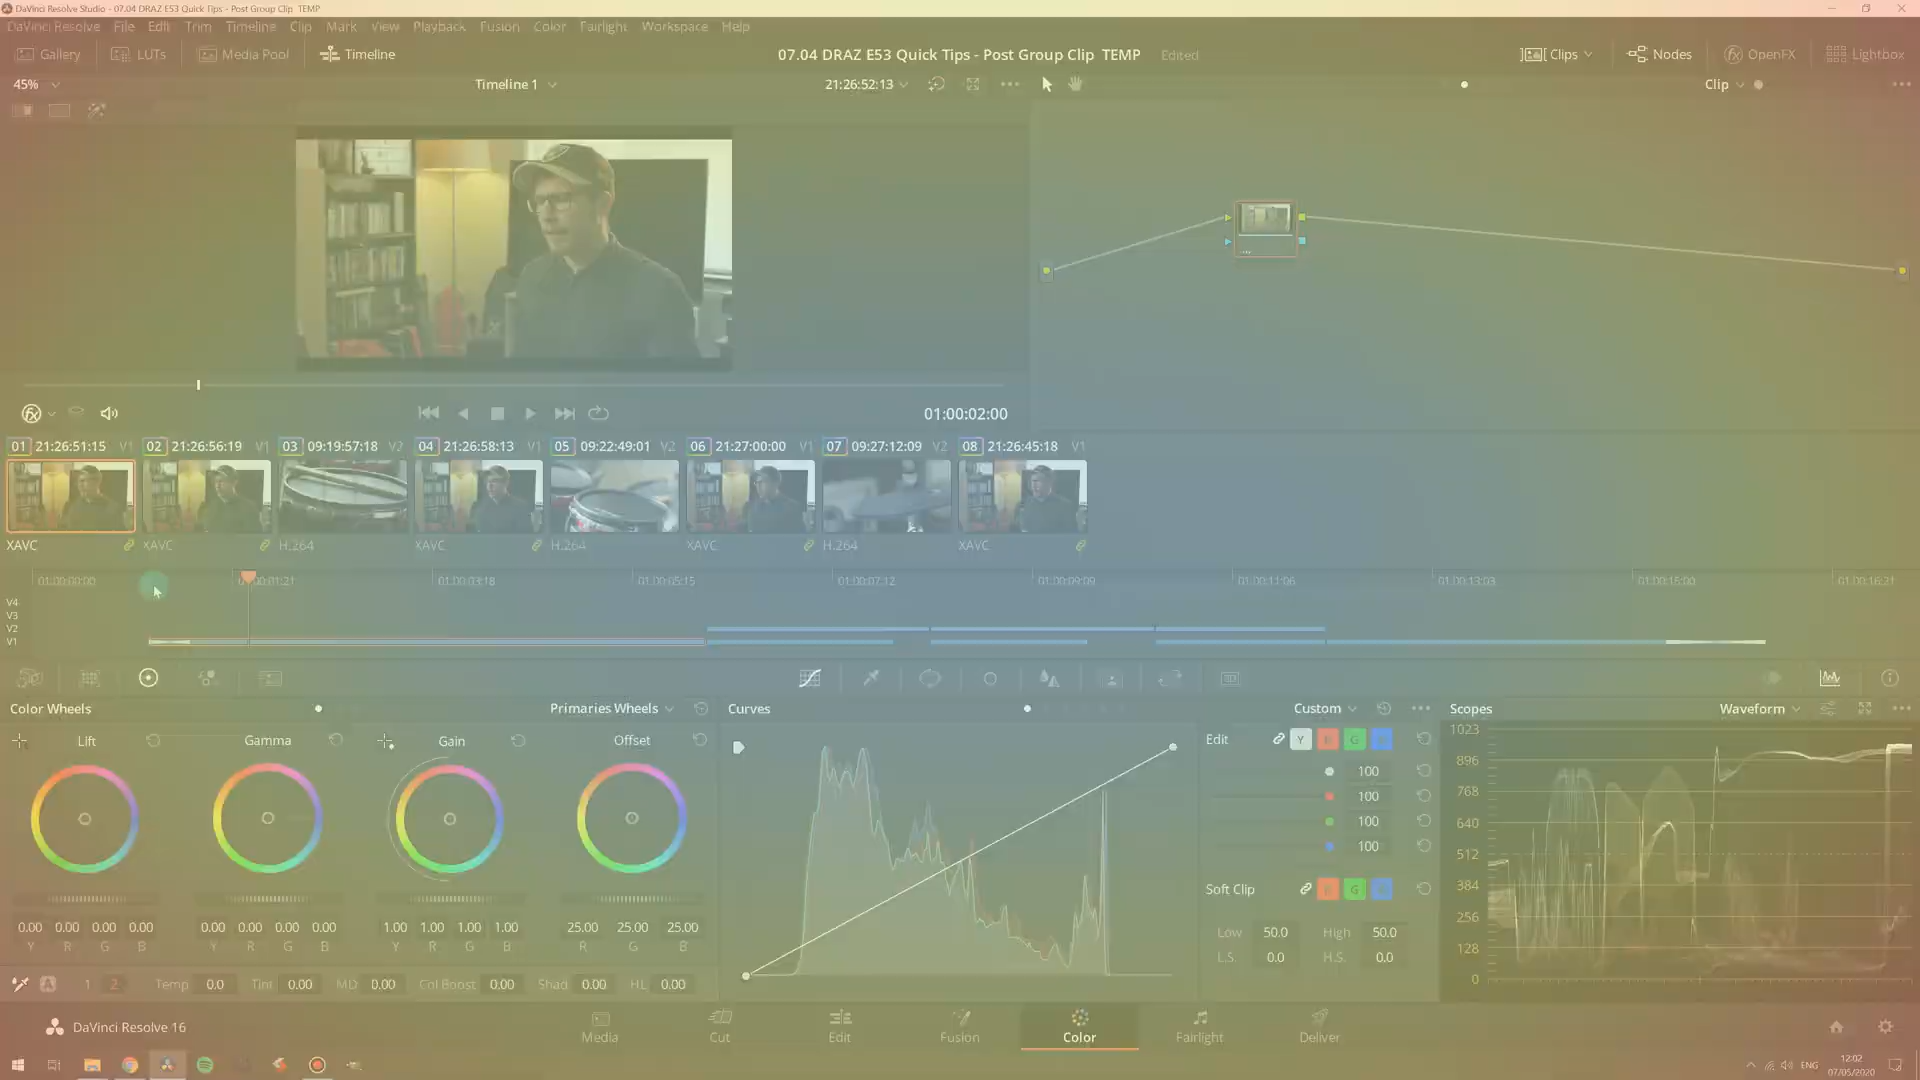 DaVinci Resolve Studio - 07.04 DRAZ E53 Quick Tips - Post Group Clip  TEMP
DaVinci Resolve File Edit Trim Timeline Clip Mark View Playback Fusion Color Fairlight Workspace Help
Gallery LUTs Media Pool Timeline 07.04 DRAZ E53 Quick Tips - Post Group Clip  TEMP Edited Clips Nodes OpenFX Lightbox
45% Timeline 1 21:26:52:13 Clip
01:00:02:00
01 21:26:51:15 V1 02 21:26:56:19 V1 03 09:19:57:18 V2 04 21:26:58:13 V1 05 09:22:49:01 V2 06 21:27:00:00 V1 07 09:27:12:09 V2 08 21:26:45:18 V1
XAVC XAVC H.264 XAVC H.264 XAVC H.264 XAVC
01:00:00:00 01:00:01:21 01:00:03:18 01:00:05:15 01:00:07:12 01:00:09:09 01:00:11:06 01:00:13:03 01:00:15:00 01:00:16:21
V4
V3
V2
V1
Color Wheels Primaries Wheels Curves Custom Scopes Waveform
Lift Gamma Gain Offset Edit Y R G B
1023
896
768
640
512
384
256
128
0
100
100
100
100
Soft Clip R G B
0.00 0.00 0.00 0.00 0.00 0.00 0.00 0.00 1.00 1.00 1.00 1.00 25.00 25.00 25.00
Y R G B Y R G B Y R G B R G B
Low 50.0 High 50.0
L.S. 0.0 H.S. 0.0
A 1 2 Temp 0.0 Tint 0.00 MD 0.00 Col Boost 0.00 Shad 0.00 HL 0.00
DaVinci Resolve 16 Media Cut Edit Fusion Color Fairlight Deliver
ENG 12:02
07/05/2020